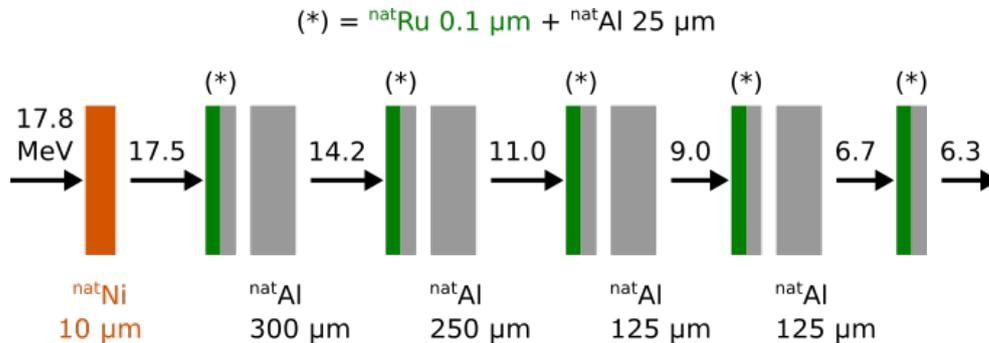 (*) = ⁿᵃᵗRu 0.1 μm + ⁿᵃᵗAl 25 μm
(*) (*) (*) (*) (*)
17.8
MeV 17.5 14.2 11.0 9.0 6.7 6.3
ⁿᵃᵗNi ⁿᵃᵗAl ⁿᵃᵗAl ⁿᵃᵗAl ⁿᵃᵗAl
10 μm 300 μm 250 μm 125 μm 125 μm